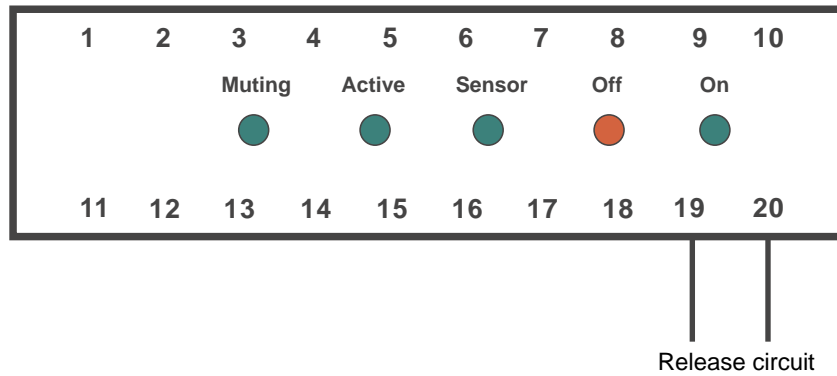 1 2 3 4 5 6 7 8 9 10
Muting Active Sensor Off On
11 12 13 14 15 16 17 18 19 20
Release circuit